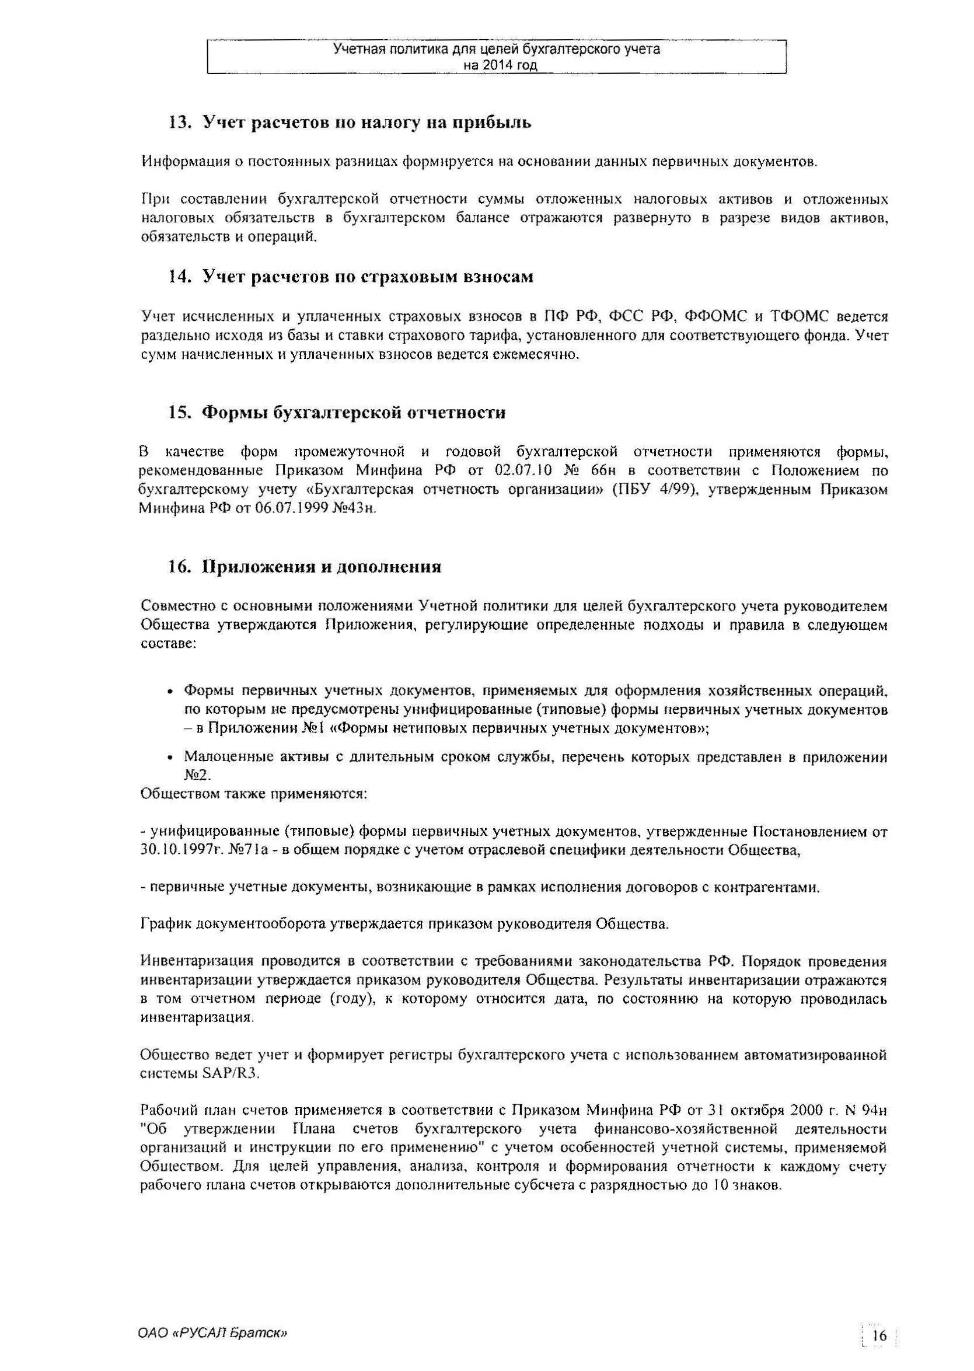 Учетная политика для целей бухгалтерского учета
на 2014 год
13. Учет расчетов по налогу на прибыль
Информация о постоянных разницах формируется на основании данных первичных документов.
При составлении бухгалтерской отчетности суммы отложенных налоговых активов и отложенных
налоговых обязательств в бухгалтерском балансе отражаются развернуто в разрезе видов активов,
обязательств и операций.
14. Учет расчетов по страховым взносам
Учет исчисленных и уплаченных страховых взносов в ПФ РФ, ФСС РФ, ФФОМС и ТФОМС ведется
раздельно исходя из базы и ставки страхового тарифа, установленного для соответствующего фонда. Учет
сумм начисленных и уплаченных взносов ведется ежемесячно.
15. Формы бухгалтерской отчетности
В качестве форм промежуточной и годовой бухгалтерской отчетности применяются формы,
рекомендованные Приказом Минфина РФ от 02.07.10 № 66н в соответствии с Положением по
бухгалтерскому учету «Бухгалтерская отчетность организации» (ПБУ 4/99), утвержденным Приказом
Минфина РФ от 06.07.1999 №43н.
16. Приложения и дополнения
Совместно с основными положениями Учетной политики для целей бухгалтерского учета руководителем
Общества утверждаются Приложения, регулирующие определенные подходы и правила в следующем
составе:
• Формы первичных учетных документов, применяемых для оформления хозяйственных операций,
по которым не предусмотрены унифицированные (типовые) формы первичных учетных документов
– в Приложении №1 «Формы нетиповых первичных учетных документов»;
• Малоценные активы с длительным сроком службы, перечень которых представлен в приложении
№2.
Обществом также применяются:
- унифицированные (типовые) формы первичных учетных документов, утвержденные Постановлением от
30.10.1997г. №71а - в общем порядке с учетом отраслевой специфики деятельности Общества,
- первичные учетные документы, возникающие в рамках исполнения договоров с контрагентами.
График документооборота утверждается приказом руководителя Общества.
Инвентаризация проводится в соответствии с требованиями законодательства РФ. Порядок проведения
инвентаризации утверждается приказом руководителя Общества. Результаты инвентаризации отражаются
в том отчетном периоде (году), к которому относится дата, по состоянию на которую проводилась
инвентаризация.
Общество ведет учет и формирует регистры бухгалтерского учета с использованием автоматизированной
системы SAP/R3.
Рабочий план счетов применяется в соответствии с Приказом Минфина РФ от 31 октября 2000 г. N 94н
"Об утверждении Плана счетов бухгалтерского учета финансово-хозяйственной деятельности
организаций и инструкции по его применению" с учетом особенностей учетной системы, применяемой
Обществом. Для целей управления, анализа, контроля и формирования отчетности к каждому счету
рабочего плана счетов открываются дополнительные субсчета с разрядностью до 10 знаков.
ОАО «РУСАЛ Братск»
16